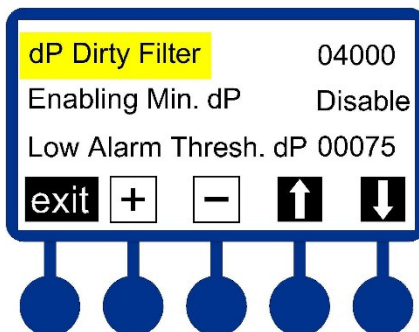 dP Dirty Filter 04000
Enabling Min. dP Disable
Low Alarm Thresh. dP 00075
exit + − ↑ ↓